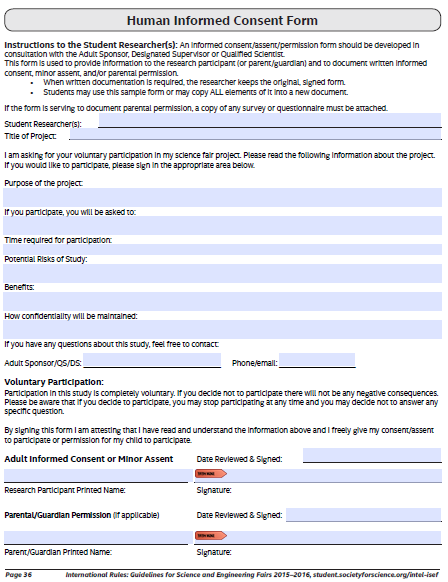 Human Informed Consent Form
Instructions to the Student Researcher(s): An informed consent/assent/permission form should be developed in
consultation with the Adult Sponsor, Designated Supervisor or Qualified Scientist.
This form is used to provide information to the research participant (or parent/guardian) and to document written informed
consent, minor assent, and/or parental permission.
• When written documentation is required, the researcher keeps the original, signed form.
• Students may use this sample form or may copy ALL elements of it into a new document.
If the form is serving to document parental permission, a copy of any survey or questionnaire must be attached.
Student Researcher(s):
Title of Project:
I am asking for your voluntary participation in my science fair project. Please read the following information about the project.
If you would like to participate, please sign in the appropriate area below.
Purpose of the project:
If you participate, you will be asked to:
Time required for participation:
Potential Risks of Study:
Benefits:
How confidentiality will be maintained:
If you have any questions about this study, feel free to contact:
Adult Sponsor/QS/DS: Phone/email:
Voluntary Participation:
Participation in this study is completely voluntary. If you decide not to participate there will not be any negative consequences.
Please be aware that if you decide to participate, you may stop participating at any time and you may decide not to answer any
specific question.
By signing this form I am attesting that I have read and understand the information above and I freely give my consent/assent
to participate or permission for my child to participate.
Adult Informed Consent or Minor Assent Date Reviewed & Signed:
Research Participant Printed Name: Signature:
Parental/Guardian Permission (if applicable) Date Reviewed & Signed:
Parent/Guardian Printed Name: Signature:
Page 36 International Rules: Guidelines for Science and Engineering Fairs 2015–2016, student.societyforscience.org/intel-isef